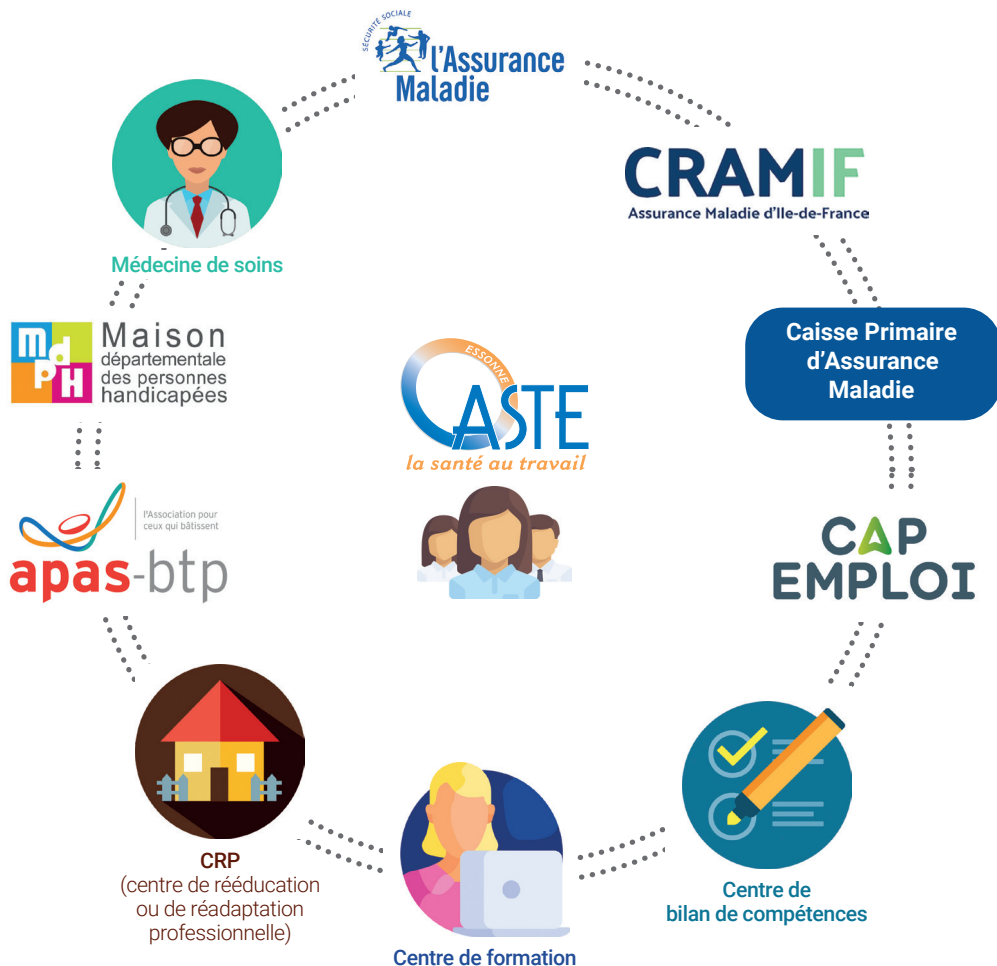 SÉCURITÉ SOCIALE
l'Assurance
Maladie
CRAMIF
Assurance Maladie d'Ile-de-France
Médecine de soins
mdpH
Maison
départementale
des personnes
handicapées
Caisse Primaire
d'Assurance
Maladie
ESSONNE
ASTE
la santé au travail
l'Association pour
ceux qui bâtissent
apas-btp
CAP
EMPLOI
CRP
(centre de rééducation
ou de réadaptation
professionnelle)
Centre de formation
Centre de
bilan de compétences